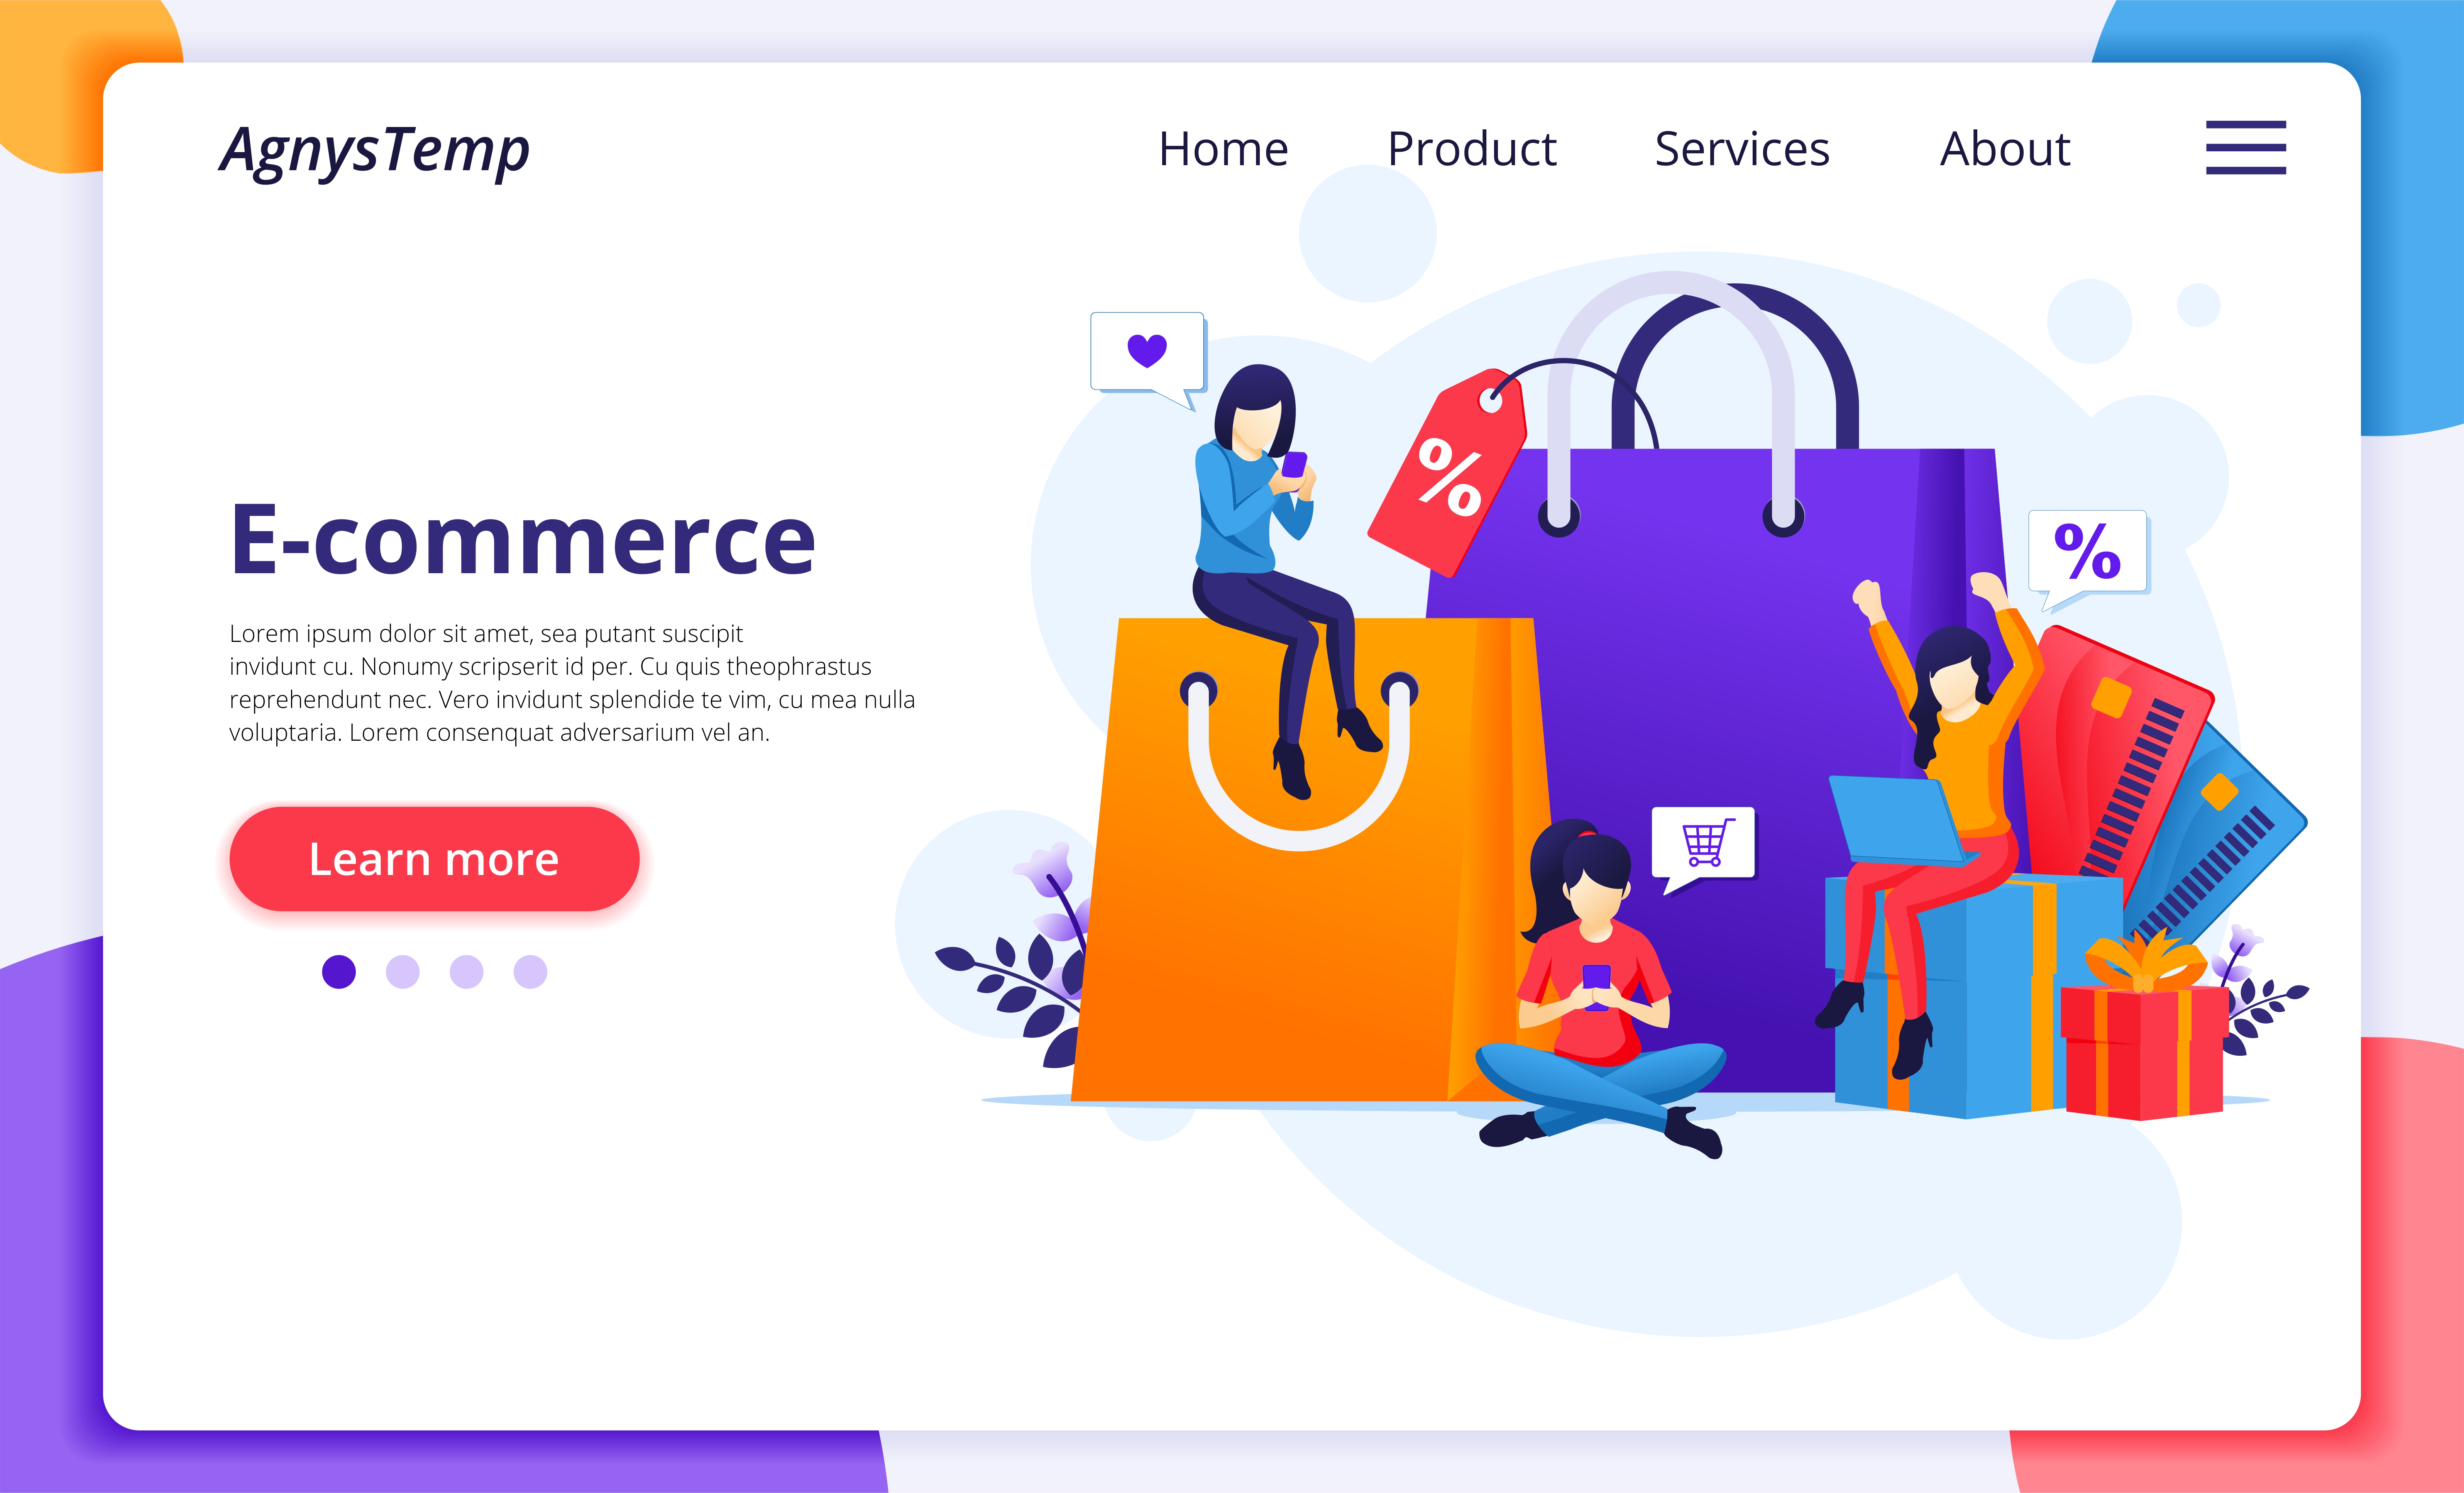 AgnysTemp
Home Product Services About
%
%
E-commerce
Lorem ipsum dolor sit amet, sea putant suscipit
invidunt cu. Nonumy scripserit id per. Cu quis theophrastus
reprehendunt nec. Vero invidunt splendide te vim, cu mea nulla
voluptaria. Lorem consenquat adversarium vel an.
Learn more